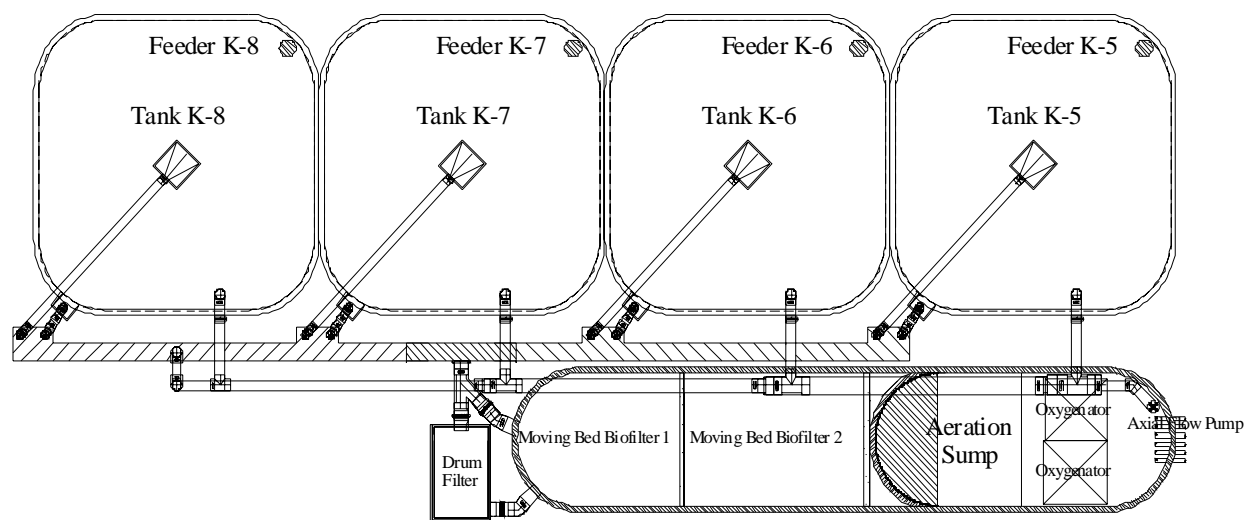 Feeder K-8
Feeder K-7
Feeder K-6
Feeder K-5
Tank K-8
Tank K-7
Tank K-6
Tank K-5
Moving Bed Biofilter 1
Moving Bed Biofilter 2
Aeration
Sump
Oxygenator
Oxygenator
Axial Flow Pump
Drum
Filter